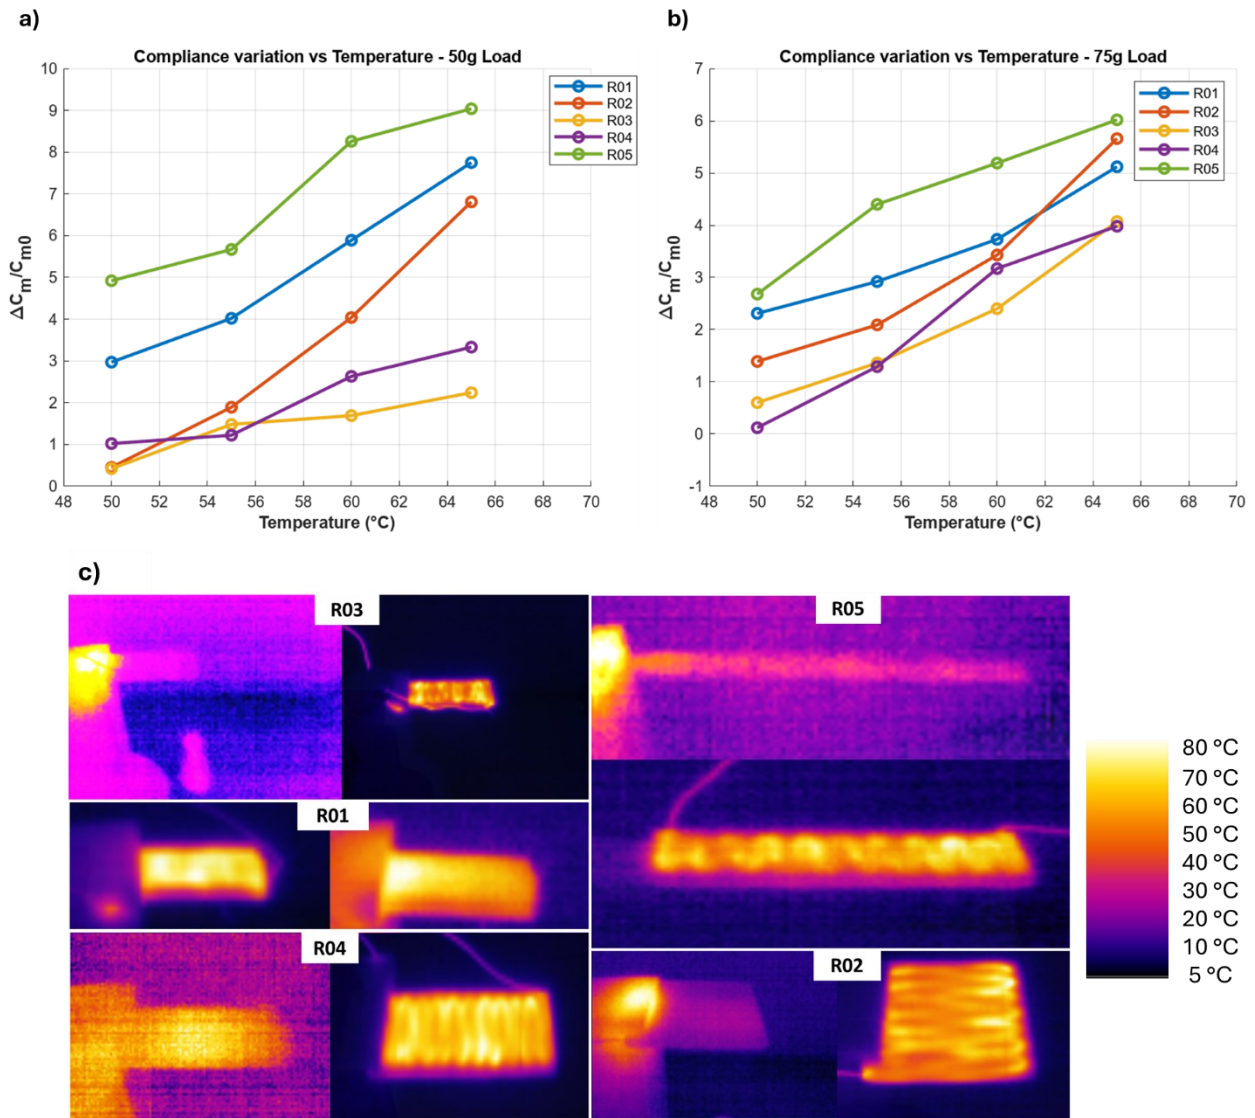 a)
Compliance variation vs Temperature - 50g Load
10
9
8
7
6
5
4
3
2
1
0
ΔCm/Cm0
48 50 52 54 56 58 60 62 64 66 68 70
Temperature (°C)
R01
R02
R03
R04
R05
b)
Compliance variation vs Temperature - 75g Load
7
6
5
4
3
2
1
0
-1
ΔCm/Cm0
48 50 52 54 56 58 60 62 64 66 68 70
Temperature (°C)
R01
R02
R03
R04
R05
c)
R03
R05
R01
R04
R02
80 °C
70 °C
60 °C
50 °C
40 °C
30 °C
20 °C
10 °C
5 °C